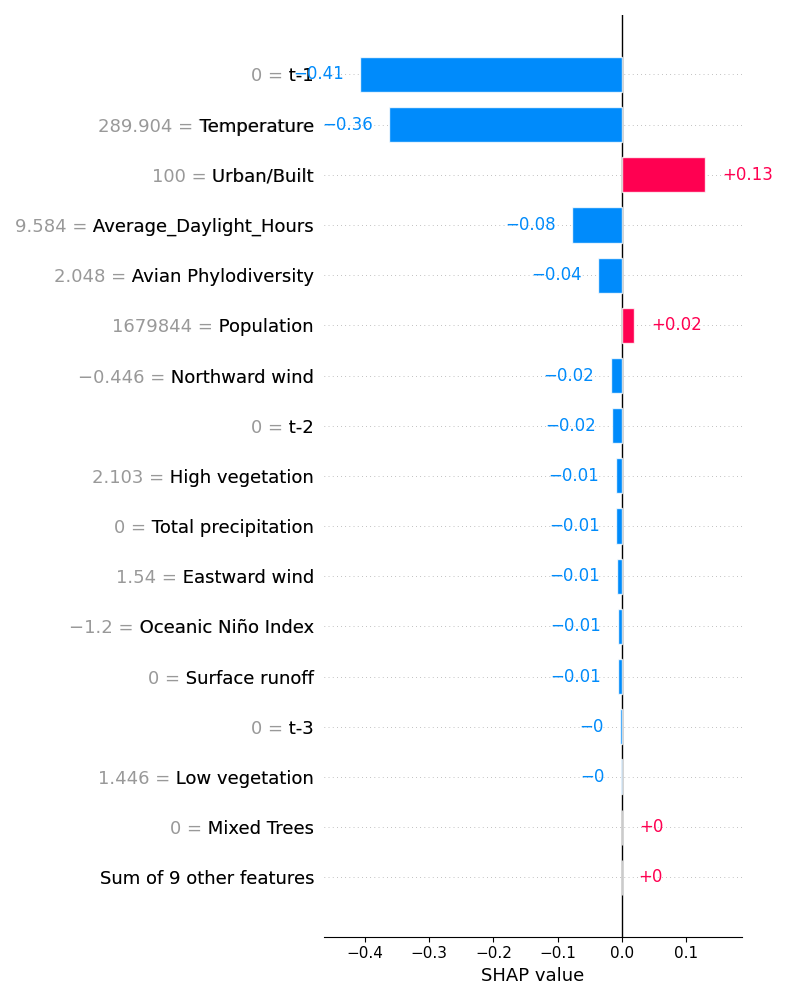 0 = t-1 −0.41
289.904 = Temperature −0.36
100 = Urban/Built +0.13
9.584 = Average_Daylight_Hours −0.08
2.048 = Avian Phylodiversity −0.04
1679844 = Population +0.02
−0.446 = Northward wind −0.02
0 = t-2 −0.02
2.103 = High vegetation −0.01
0 = Total precipitation −0.01
1.54 = Eastward wind −0.01
−1.2 = Oceanic Niño Index −0.01
0 = Surface runoff −0.01
0 = t-3 −0
1.446 = Low vegetation −0
0 = Mixed Trees +0
Sum of 9 other features +0
−0.4 −0.3 −0.2 −0.1 0.0 0.1
SHAP value